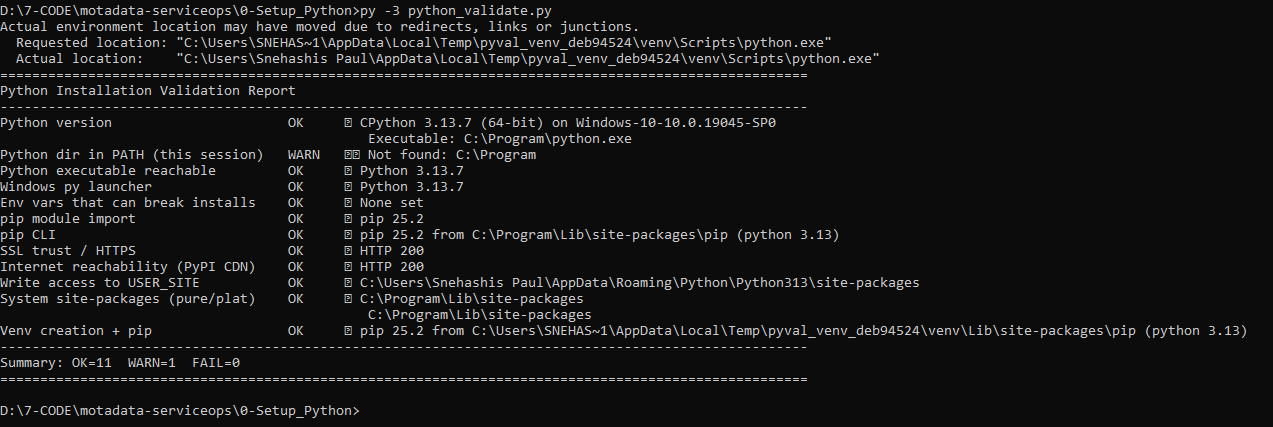 D:\7-CODE\motadata-serviceops\0-Setup_Python>py -3 python_validate.py
Actual environment location may have moved due to redirects, links or junctions.
  Requested location: "C:\Users\SNEHAS~1\AppData\Local\Temp\pyval_venv_deb94524\venv\Scripts\python.exe"
  Actual location:    "C:\Users\Snehashis Paul\AppData\Local\Temp\pyval_venv_deb94524\venv\Scripts\python.exe"
=====================================================================================================
Python Installation Validation Report
-----------------------------------------------------------------------------------------------------
Python version                      OK     ⍰ CPython 3.13.7 (64-bit) on Windows-10-10.0.19045-SP0
                                              Executable: C:\Program\python.exe
Python dir in PATH (this session)   WARN   ⍰⍰ Not found: C:\Program
Python executable reachable         OK     ⍰ Python 3.13.7
Windows py launcher                 OK     ⍰ Python 3.13.7
Env vars that can break installs    OK     ⍰ None set
pip module import                   OK     ⍰ pip 25.2
pip CLI                             OK     ⍰ pip 25.2 from C:\Program\Lib\site-packages\pip (python 3.13)
SSL trust / HTTPS                   OK     ⍰ HTTP 200
Internet reachability (PyPI CDN)    OK     ⍰ HTTP 200
Write access to USER_SITE           OK     ⍰ C:\Users\Snehashis Paul\AppData\Roaming\Python\Python313\site-packages
System site-packages (pure/plat)    OK     ⍰ C:\Program\Lib\site-packages
                                              C:\Program\Lib\site-packages
Venv creation + pip                 OK     ⍰ pip 25.2 from C:\Users\SNEHAS~1\AppData\Local\Temp\pyval_venv_deb94524\venv\Lib\site-packages\pip (python 3.13)
-----------------------------------------------------------------------------------------------------
Summary: OK=11  WARN=1  FAIL=0
=====================================================================================================
D:\7-CODE\motadata-serviceops\0-Setup_Python>